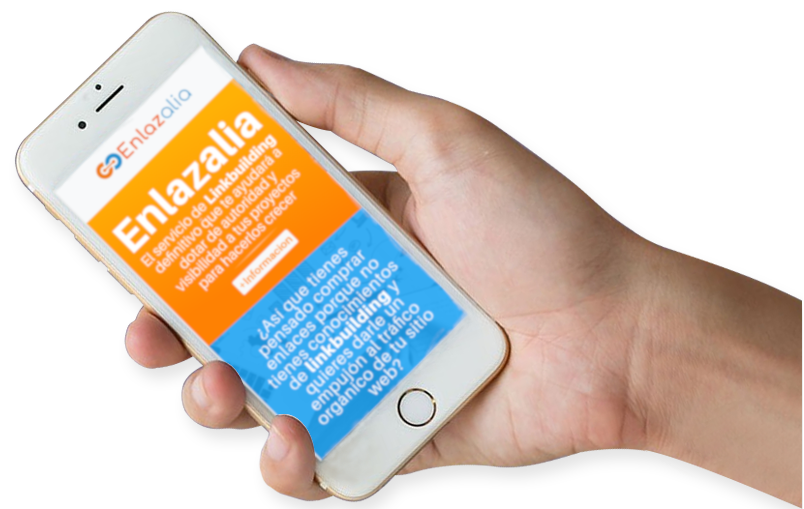 Enlazalia
Enlazalia
El servicio de Linkbuilding
definitivo que te ayudará a
dotar de autoridad y
visibilidad a tus proyectos
para hacerlos crecer
+Informacion
¿Así que tienes
pensado comprar
enlaces porque no
tienes conocimientos
de linkbuilding y
quieres darle un
empujón al tráfico
orgánico de tu sitio
web?